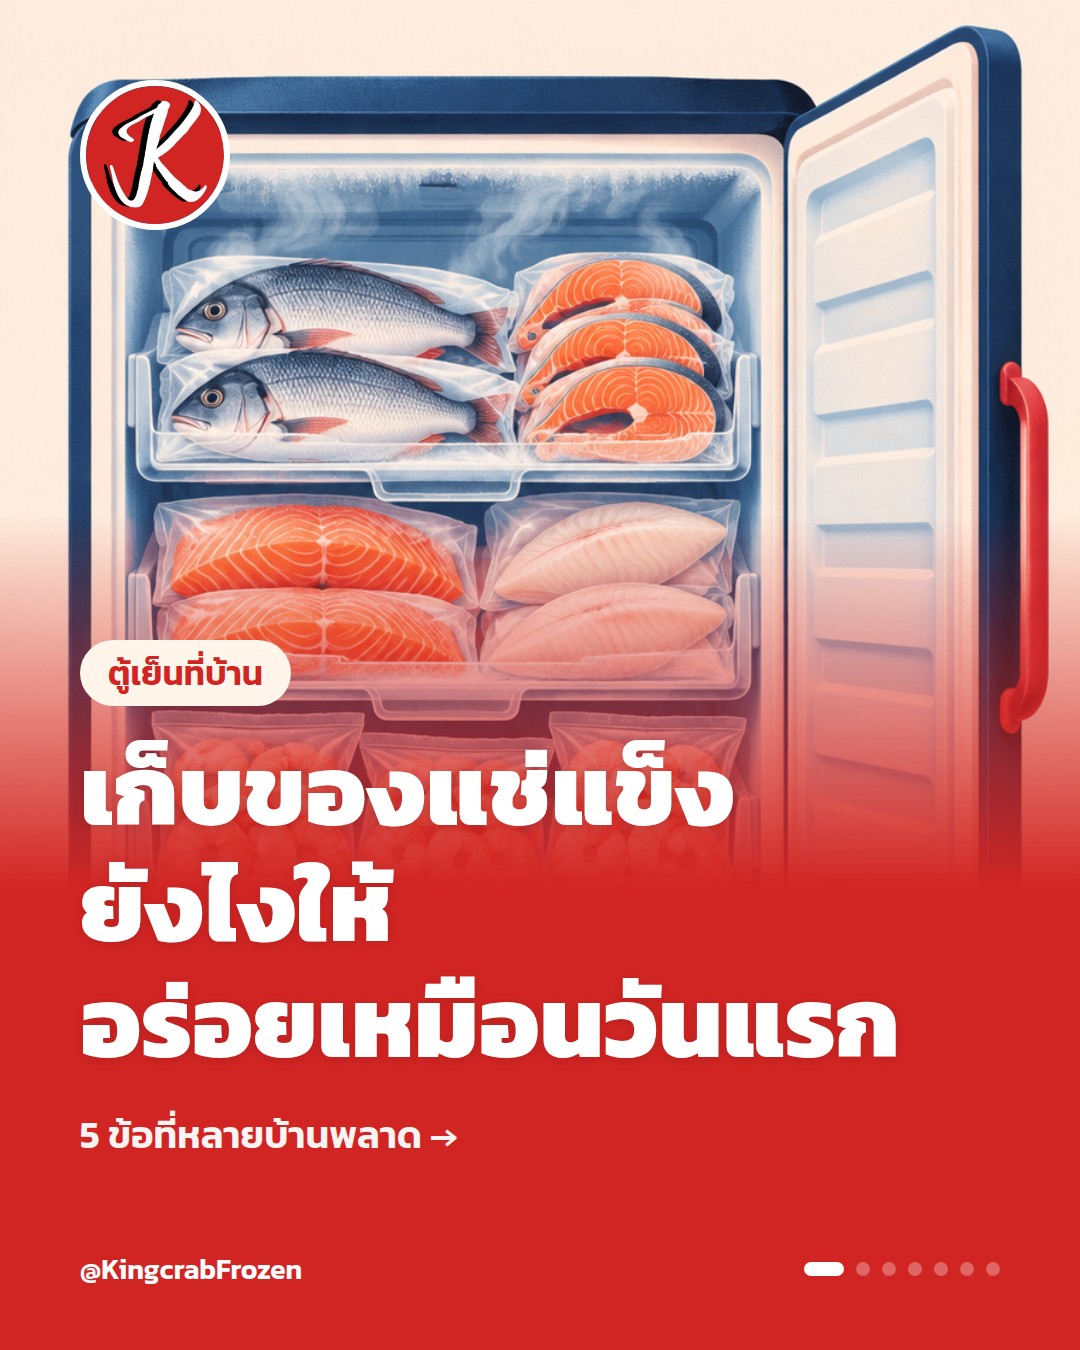 K
ตู้เย็นที่บ้าน
เก็บของแช่แข็ง
ยังไงให้
อร่อยเหมือนวันแรก
5 ข้อที่หลายบ้านพลาด →
@KingcrabFrozen